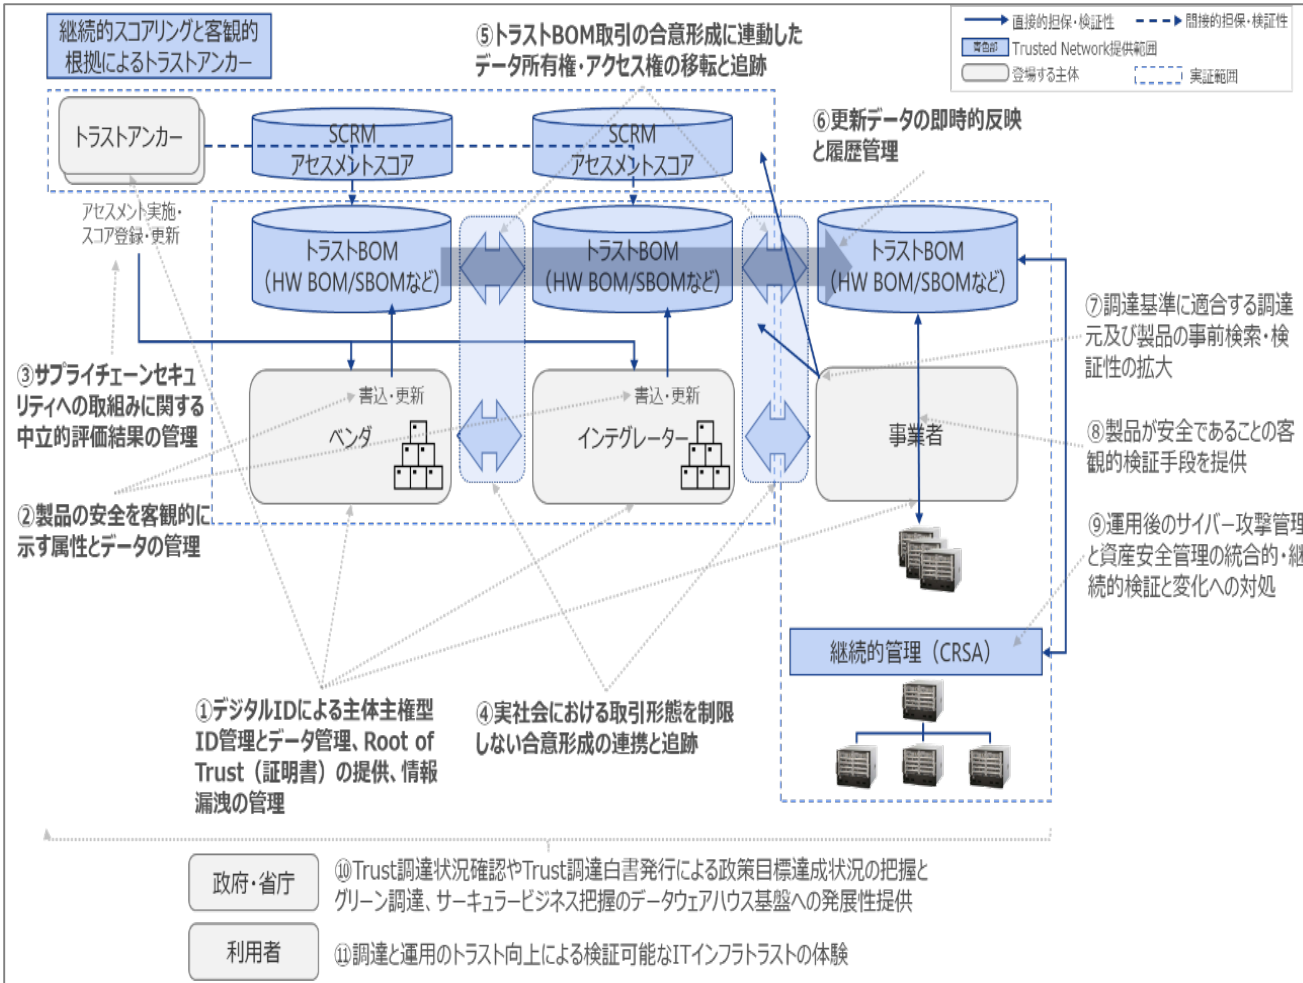 継続的スコアリングと客観的
根拠によるトラストアンカー
⑤トラストBOM取引の合意形成に連動した
データ所有権・アクセス権の移転と追跡
直接的担保・検証性
間接的担保・検証性
青色部
Trusted Network提供範囲
登場する主体
実証範囲
トラストアンカー
SCRM
アセスメントスコア
SCRM
アセスメントスコア
⑥更新データの即時的反映
と履歴管理
アセスメント実施・
スコア登録・更新
トラストBOM
(HW BOM/SBOMなど)
トラストBOM
(HW BOM/SBOMなど)
トラストBOM
(HW BOM/SBOMなど)
⑦調達基準に適合する調達
元及び製品の事前検索・検
証性の拡大
③サプライチェーンセキュ
リティへの取組みに関する
中立的評価結果の管理
書込・更新
ベンダ
書込・更新
インテグレーター
事業者
⑧製品が安全であることの客
観的検証手段を提供
②製品の安全を客観的に
示す属性とデータの管理
⑨運用後のサイバー攻撃管理
と資産安全管理の統合的・継
続的検証と変化への対処
継続的管理（CRSA）
①デジタルIDによる主体主権型
ID管理とデータ管理、Root of
Trust（証明書）の提供、情報
漏洩の管理
④実社会における取引形態を制限
しない合意形成の連携と追跡
政府・省庁
⑩Trust調達状況確認やTrust調達白書発行による政策目標達成状況の把握と
グリーン調達、サーキュラービジネス把握のデータウェアハウス基盤への発展性提供
利用者
⑪調達と運用のトラスト向上による検証可能なITインフラトラストの体験